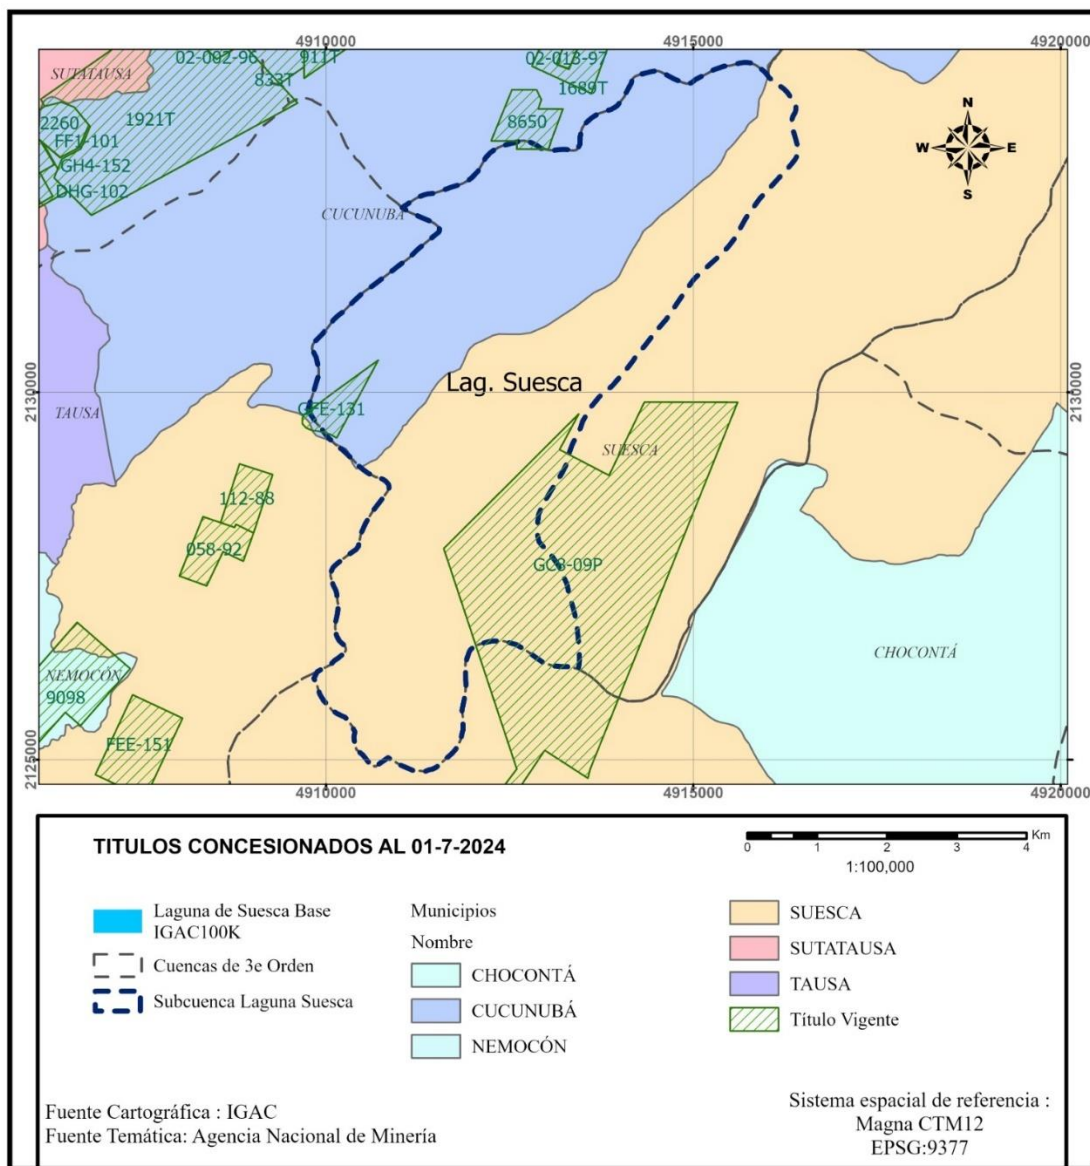 4910000
4915000
4920000
02-092-96
911T
02-013-97
SUTATAUSA
833T
1689T
2260
1921T
8650
FF1-101
GH4-152
DHG-102
CUCUNUBÁ
N
W
E
S
2130000
2130000
Lag. Suesca
TAUSA
GFE-131
SUESCA
112-88
058-92
GC8-09P
CHOCONTÁ
NEMOCÓN
9098
FEE-151
2125000
2125000
4910000
4915000
4920000
TITULOS CONCESIONADOS AL 01-7-2024
Km
0 1 2 3 4
1:100,000
Laguna de Suesca Base
IGAC100K
Cuencas de 3e Orden
Subcuenca Laguna Suesca
Municipios
Nombre
CHOCONTÁ
CUCUNUBÁ
NEMOCÓN
SUESCA
SUTATAUSA
TAUSA
Título Vigente
Fuente Cartográfica : IGAC
Fuente Temática: Agencia Nacional de Minería
Sistema espacial de referencia :
Magna CTM12
EPSG:9377